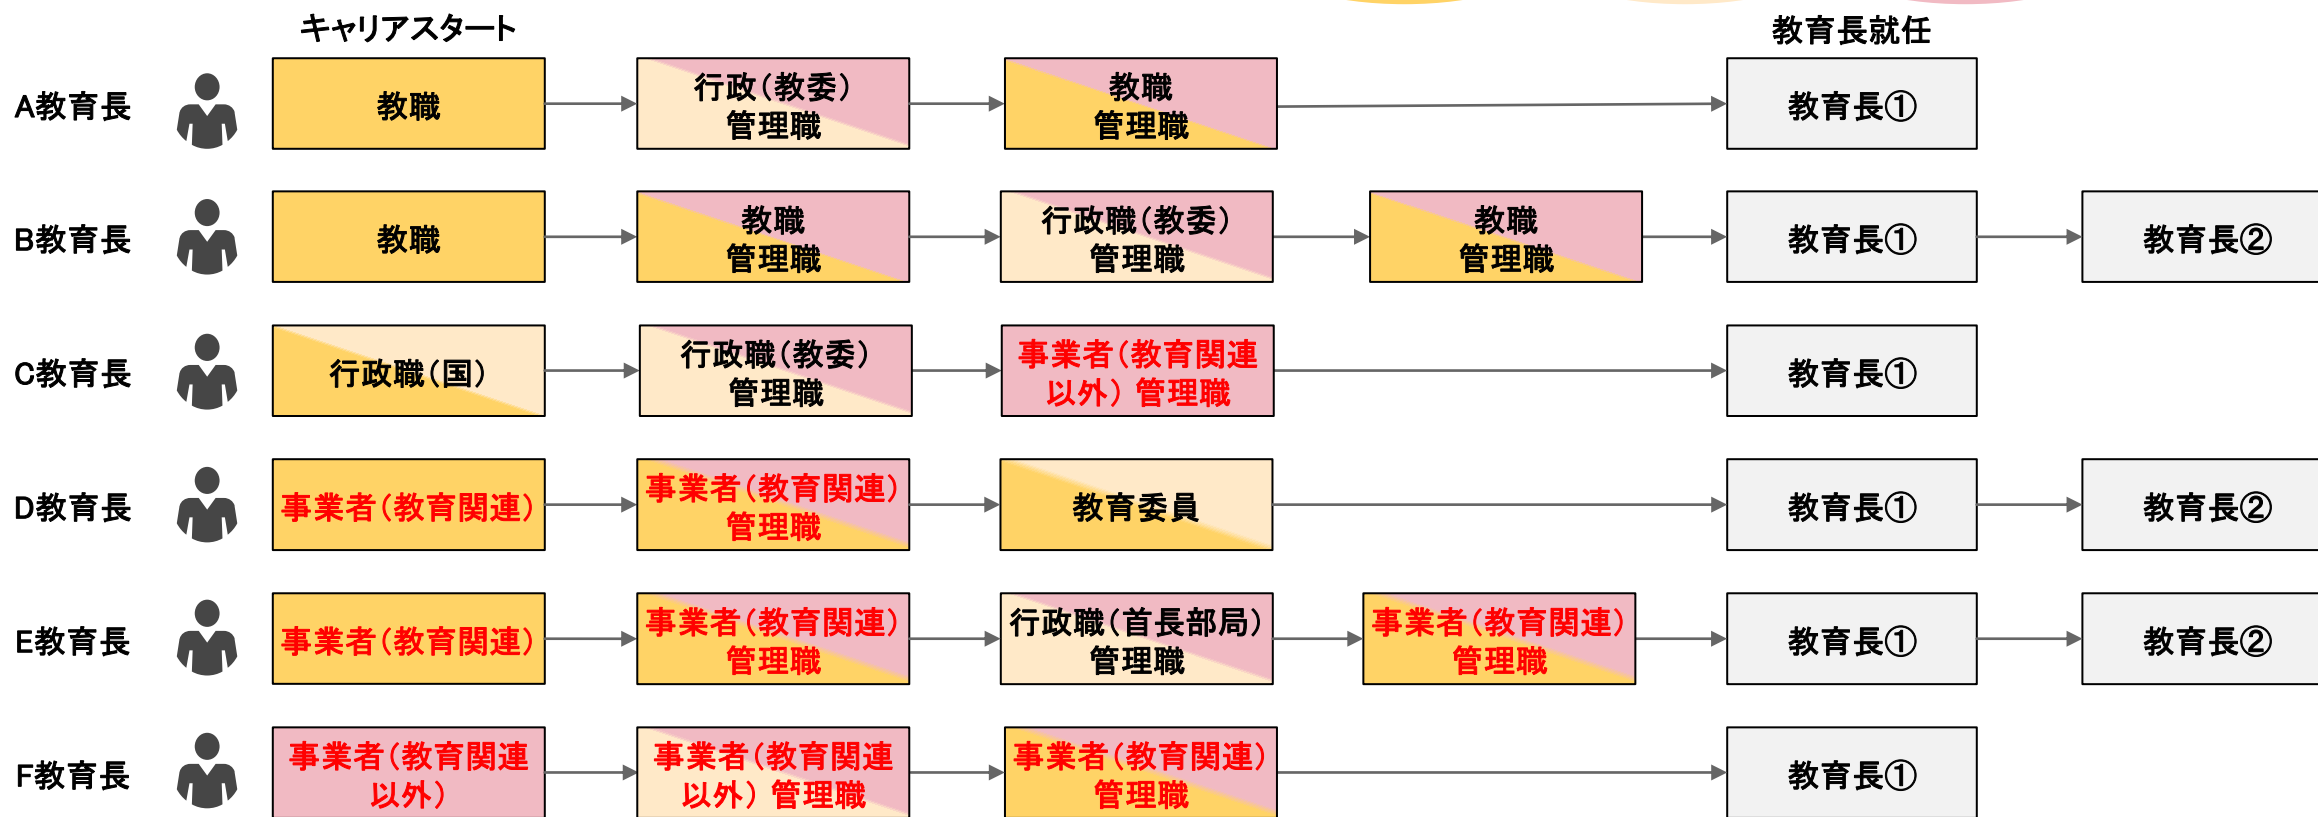 キャリアスタート
教育長就任
A教育長
教職
行政（教委）
管理職
教職
管理職
教育長①
B教育長
教職
教職
管理職
行政職（教委）
管理職
教職
管理職
教育長①
教育長②
C教育長
行政職（国）
行政職（教委）
管理職
事業者（教育関連
以外）管理職
教育長①
D教育長
事業者（教育関連）
事業者（教育関連）
管理職
教育委員
教育長①
教育長②
E教育長
事業者（教育関連）
事業者（教育関連）
管理職
行政職（首長部局）
管理職
事業者（教育関連）
管理職
教育長①
教育長②
F教育長
事業者（教育関連
以外）
事業者（教育関連
以外）管理職
事業者（教育関連）
管理職
教育長①